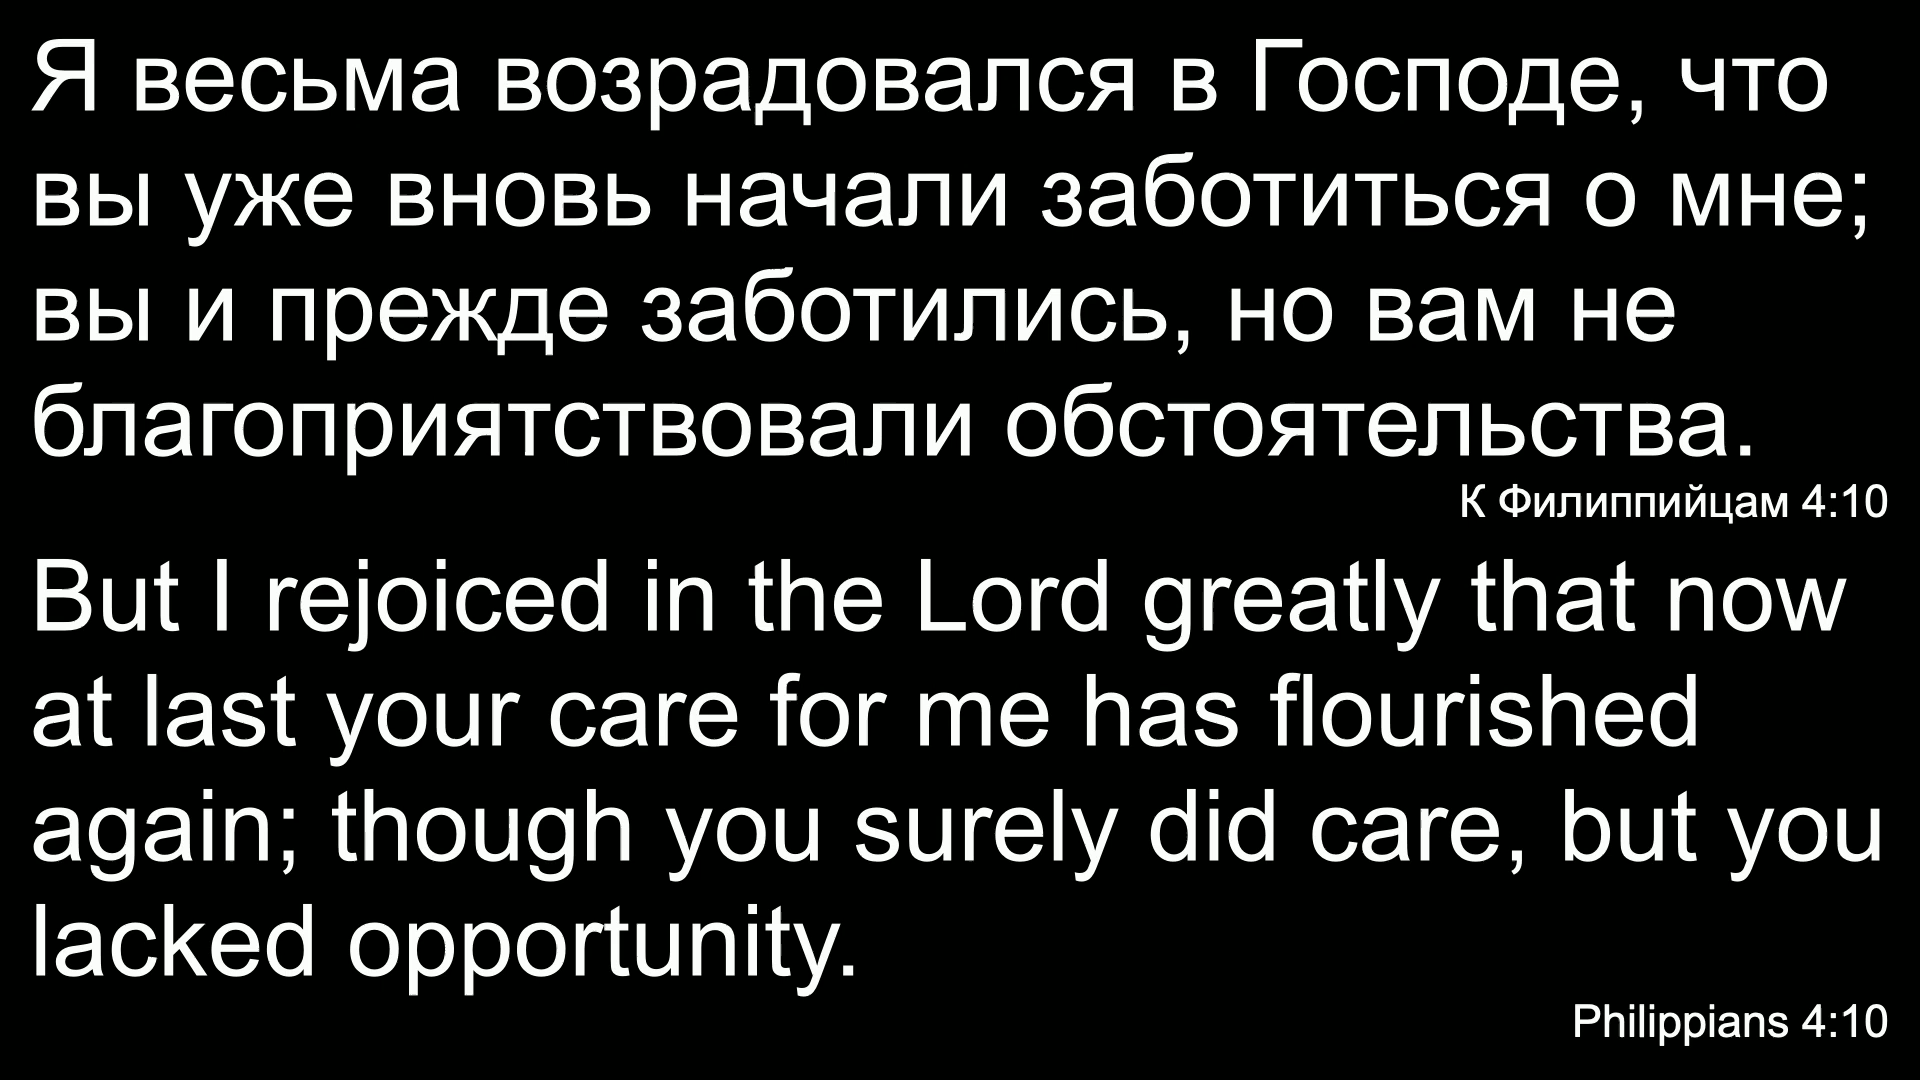 Я весьма возрадовался в Господе, что
вы уже вновь начали заботиться о мне;
вы и прежде заботились, но вам не
благоприятствовали обстоятельства.
К Филиппийцам 4:10
But I rejoiced in the Lord greatly that now
at last your care for me has flourished
again; though you surely did care, but you
lacked opportunity.
Philippians 4:10